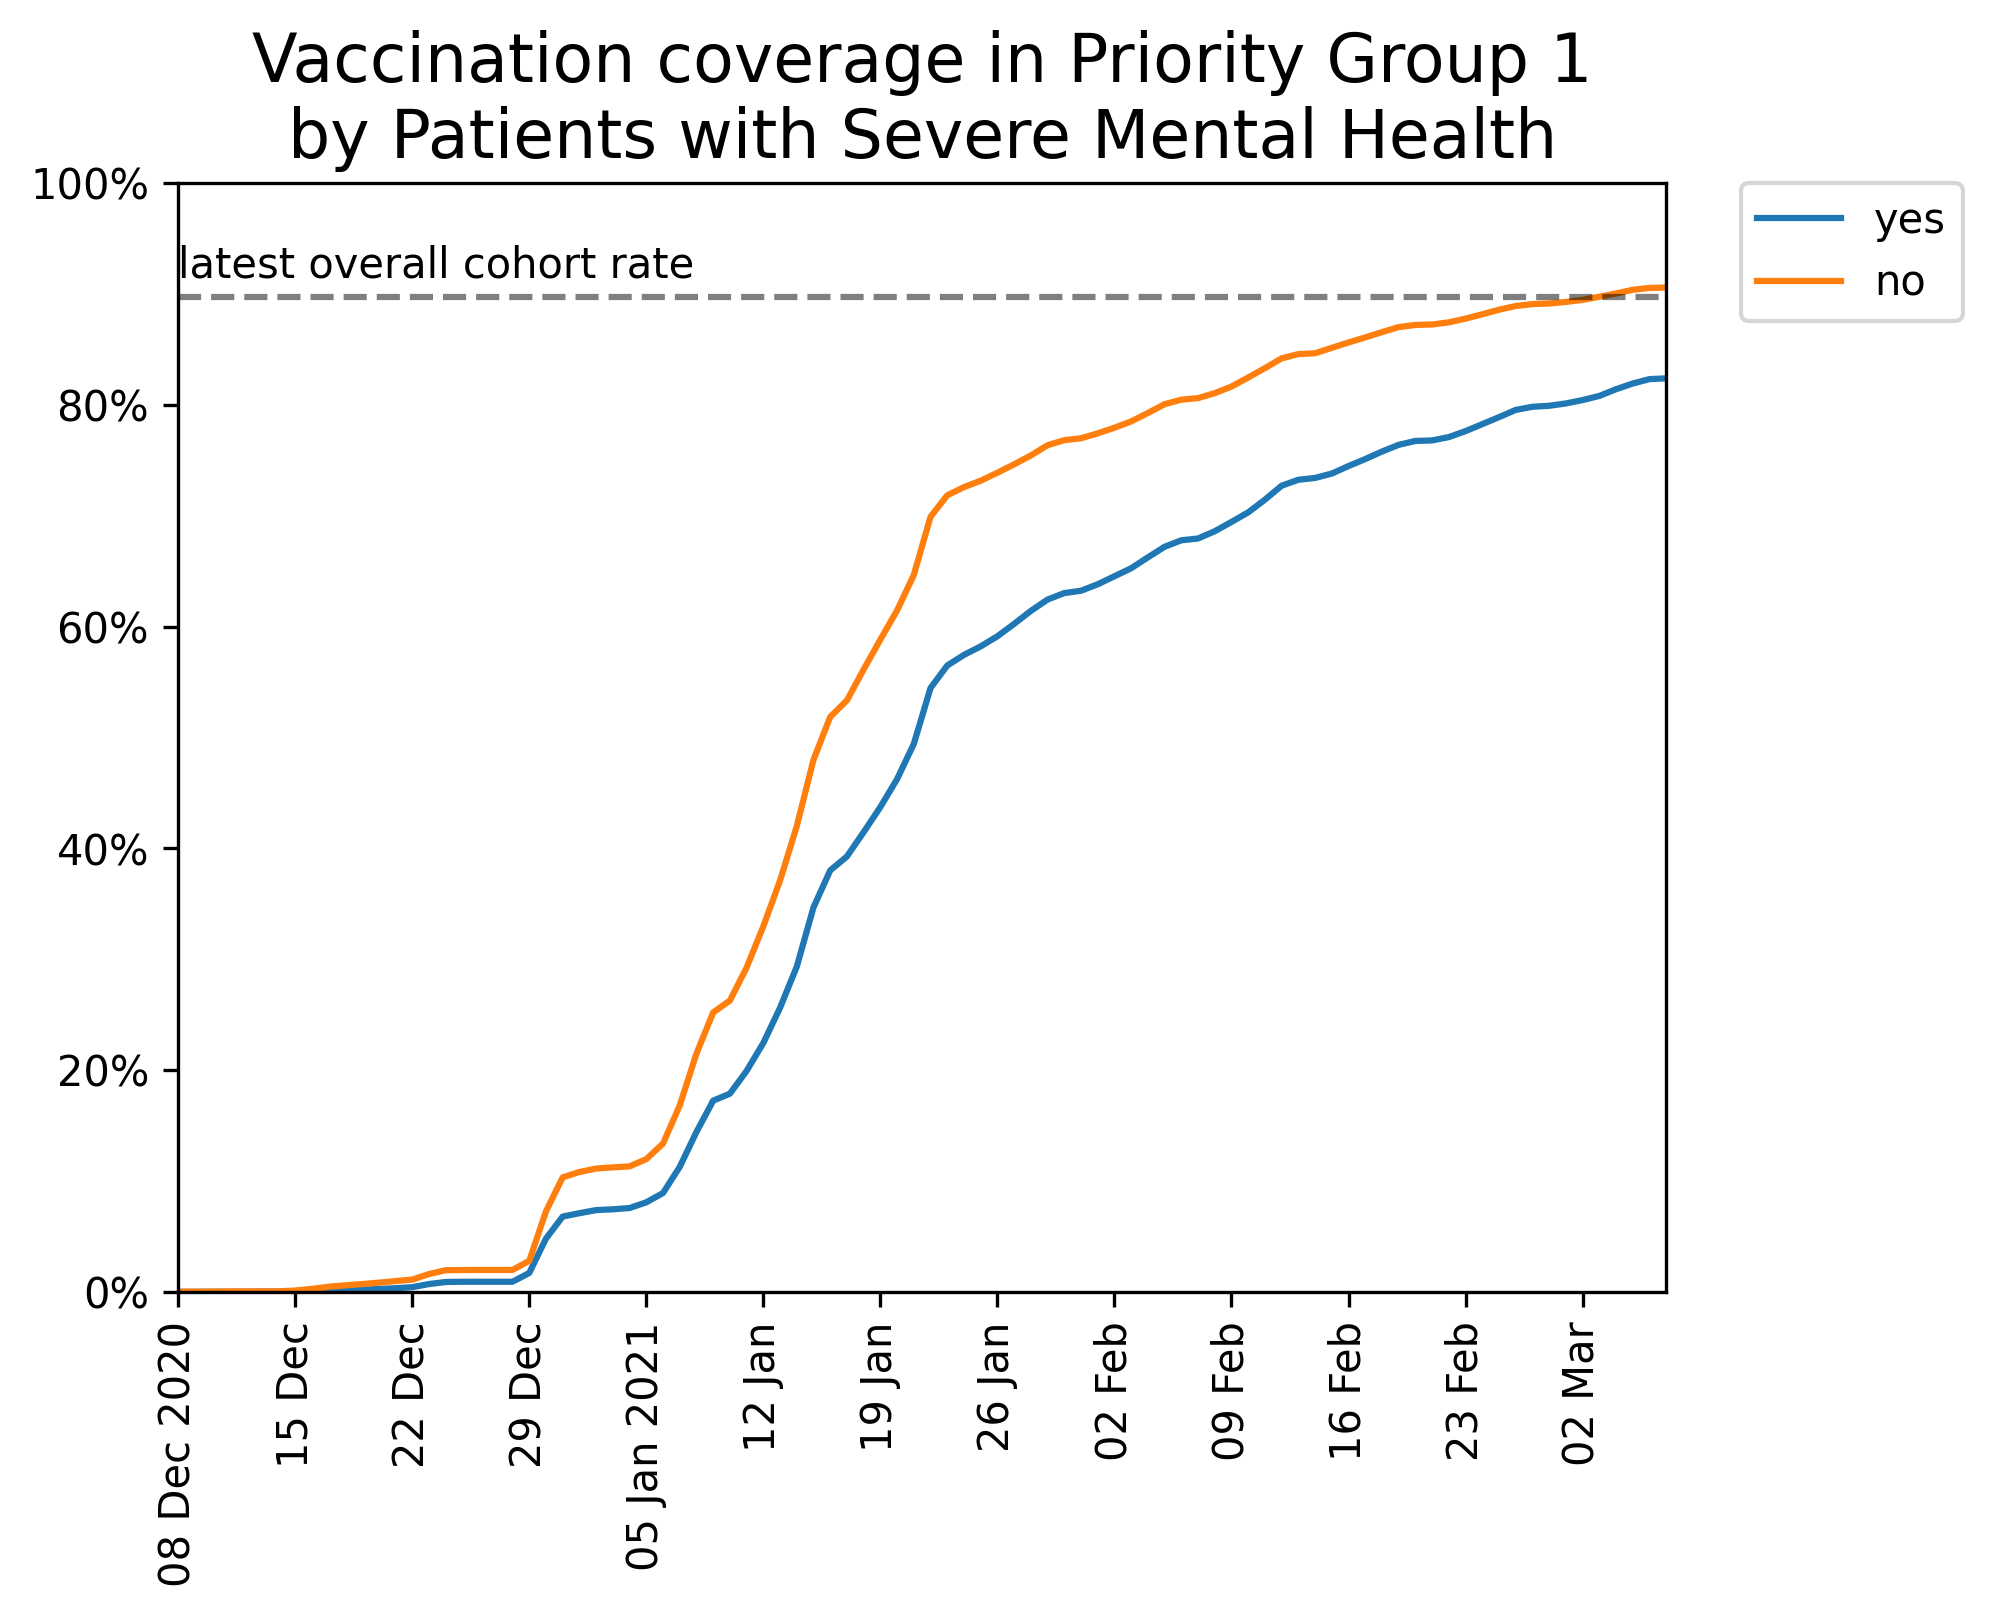 Vaccination coverage in Priority Group 1
by Patients with Severe Mental Health
100%
80%
60%
40%
20%
0%
latest overall cohort rate
yes
no
08 Dec 2020
15 Dec
22 Dec
29 Dec
05 Jan 2021
12 Jan
19 Jan
26 Jan
02 Feb
09 Feb
16 Feb
23 Feb
02 Mar